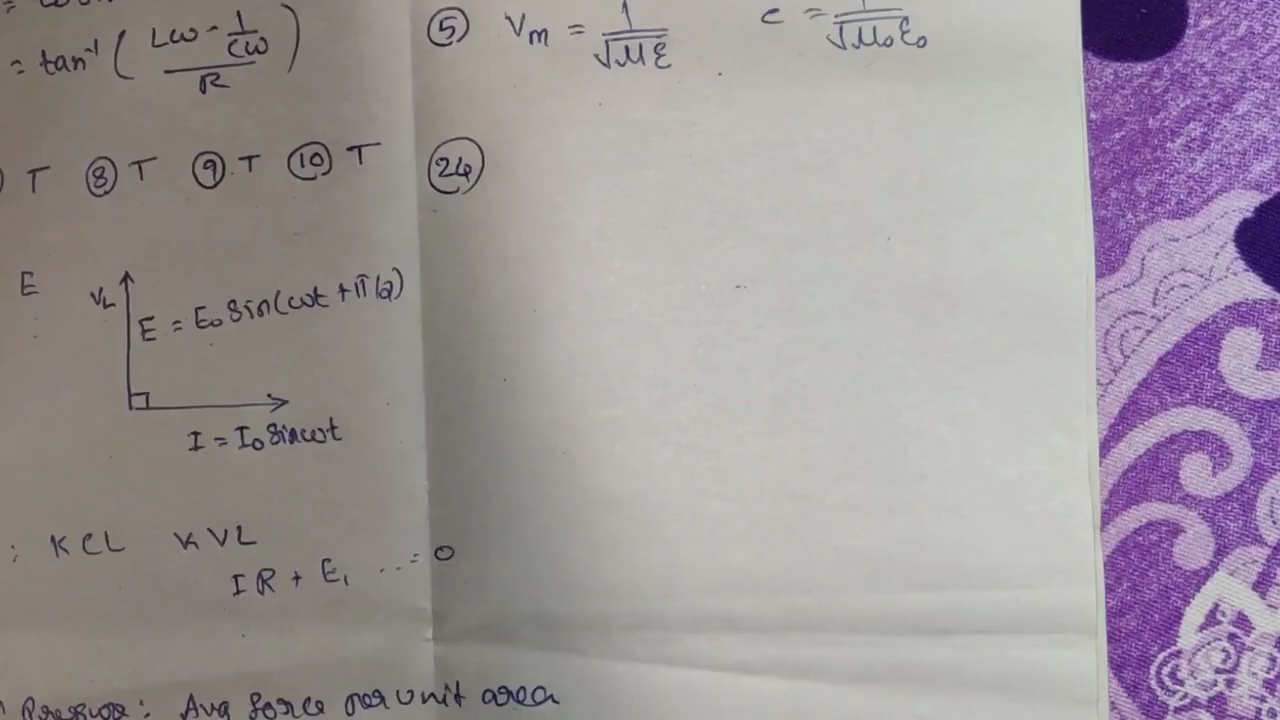 = tan⁻¹ ( (Lω - 1/Cω) / R )
⑤ Vm = 1/√με c = 1/√μ₀ε₀
T ⑧ T ⑨ T ⑩ T
㉔
E
VL
E = E₀ sin(ωt + π/2)
I = I₀ sinωt
: KCL KVL
IR + E₁ ... = 0
Pressure: Avg force per unit area